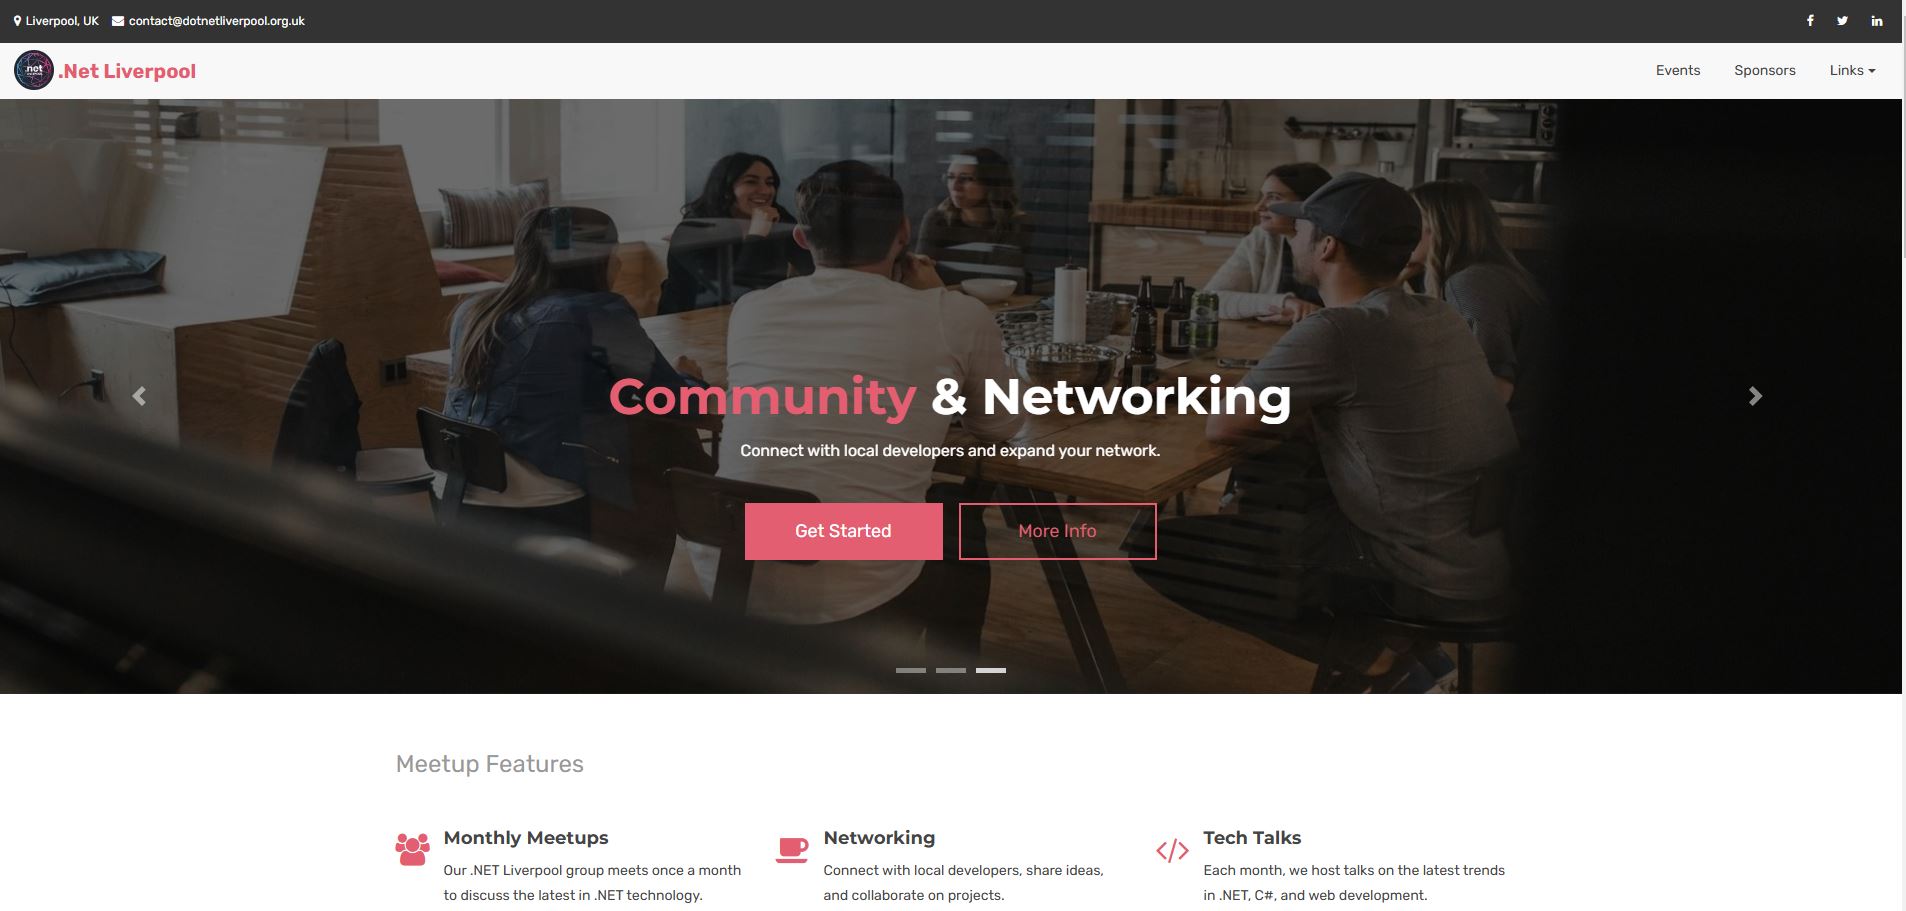 Liverpool, UK contact@dotnetliverpool.org.uk
.net
.Net Liverpool
Events Sponsors Links
Community & Networking
Connect with local developers and expand your network.
Get Started More Info
Meetup Features
Monthly Meetups
Our .NET Liverpool group meets once a month
to discuss the latest in .NET technology.
Networking
Connect with local developers, share ideas,
and collaborate on projects.
Tech Talks
Each month, we host talks on the latest trends
in .NET, C#, and web development.